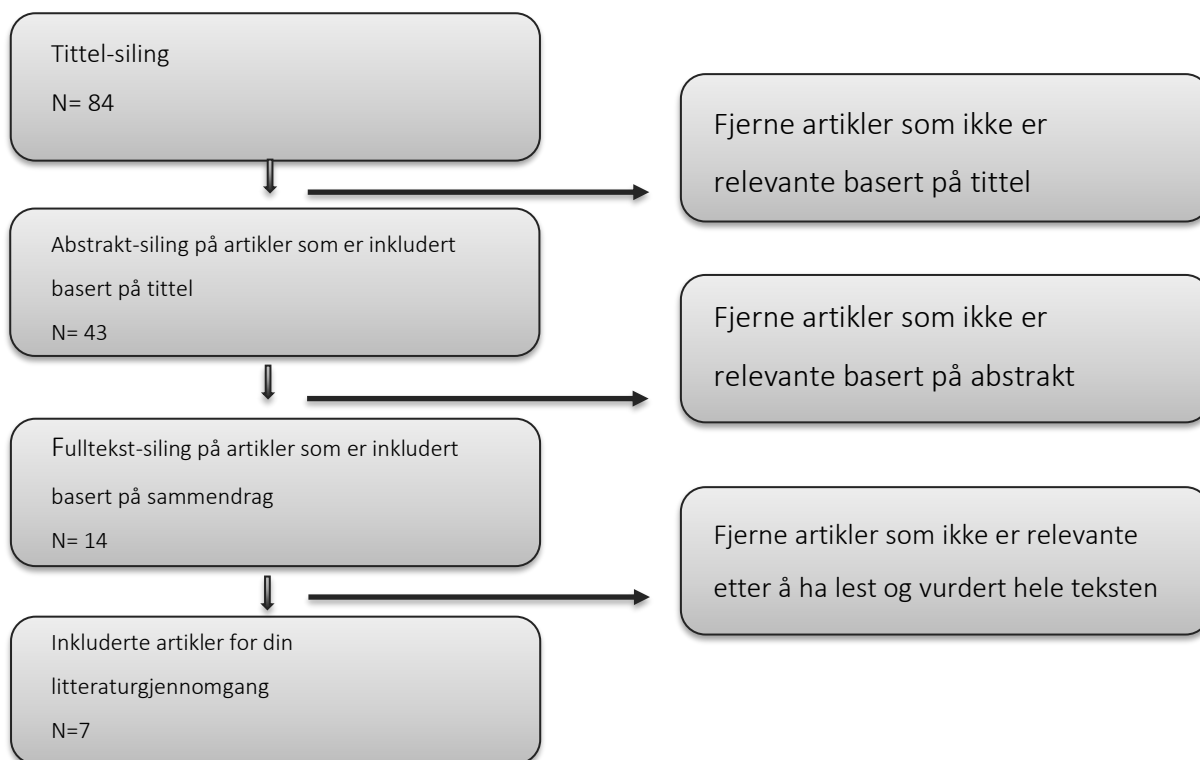 Tittel-siling
N= 84
Fjerne artikler som ikke er
relevante basert på tittel
Abstrakt-siling på artikler som er inkludert
basert på tittel
N= 43
Fjerne artikler som ikke er
relevante basert på abstrakt
Fulltekst-siling på artikler som er inkludert
basert på sammendrag
N= 14
Fjerne artikler som ikke er relevante
etter å ha lest og vurdert hele teksten
Inkluderte artikler for din
litteraturgjennomgang
N=7